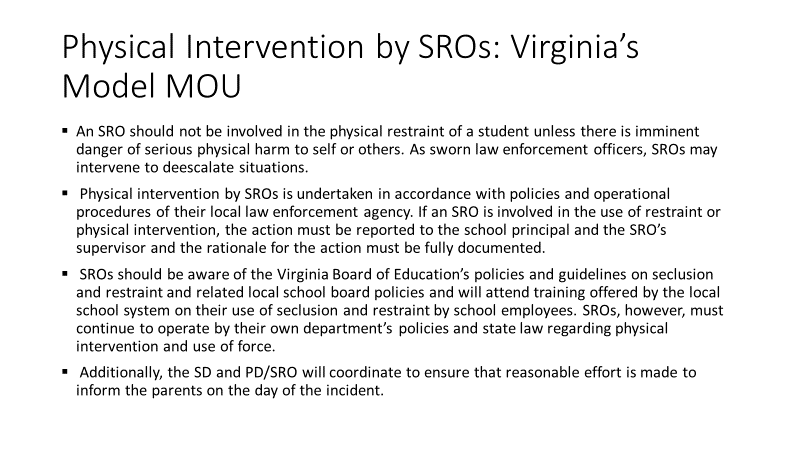 Physical Intervention by SROs: Virginia’s
Model MOU
▪ An SRO should not be involved in the physical restraint of a student unless there is imminent
danger of serious physical harm to self or others. As sworn law enforcement officers, SROs may
intervene to deescalate situations.
▪ Physical intervention by SROs is undertaken in accordance with policies and operational
procedures of their local law enforcement agency. If an SRO is involved in the use of restraint or
physical intervention, the action must be reported to the school principal and the SRO’s
supervisor and the rationale for the action must be fully documented.
▪ SROs should be aware of the Virginia Board of Education’s policies and guidelines on seclusion
and restraint and related local school board policies and will attend training offered by the local
school system on their use of seclusion and restraint by school employees. SROs, however, must
continue to operate by their own department’s policies and state law regarding physical
intervention and use of force.
▪ Additionally, the SD and PD/SRO will coordinate to ensure that reasonable effort is made to
inform the parents on the day of the incident.